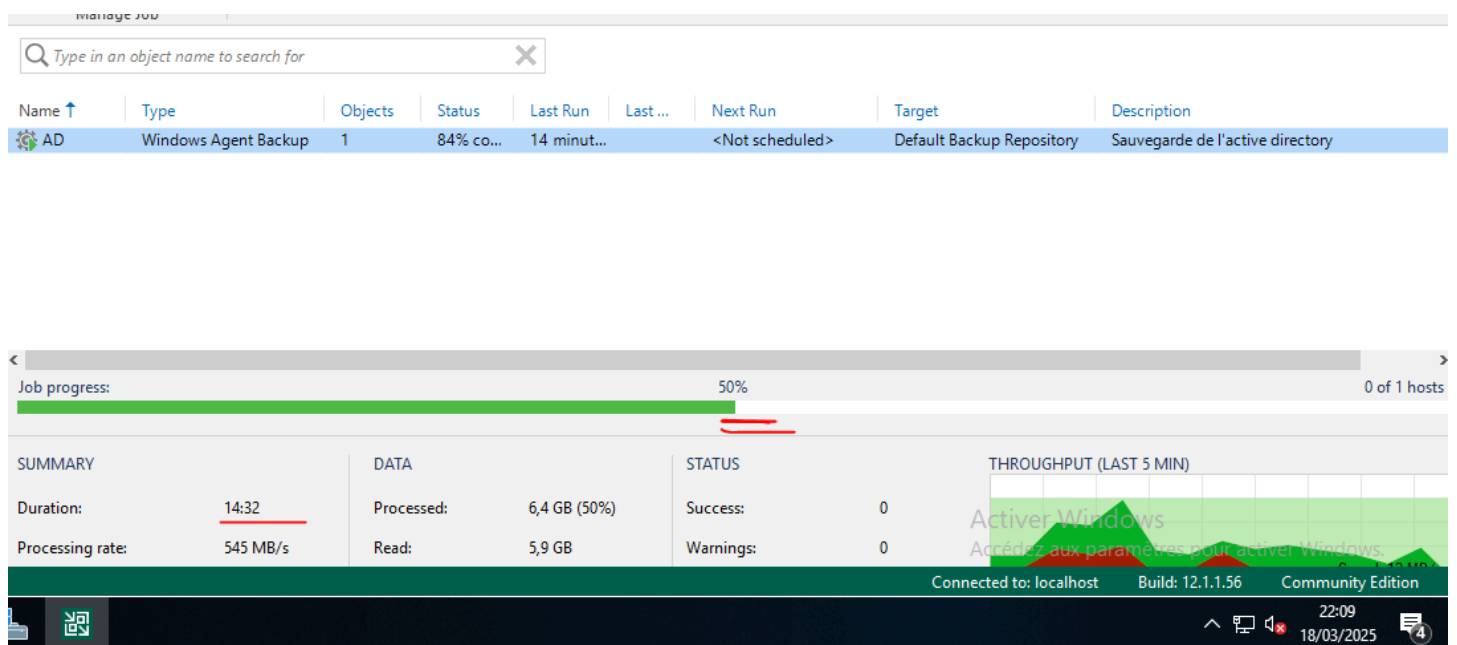 Manage Job
Type in an object name to search for
Name Type Objects Status Last Run Last ... Next Run Target Description
AD Windows Agent Backup 1 84% co... 14 minut... <Not scheduled> Default Backup Repository Sauvegarde de l'active directory
Job progress: 50% 0 of 1 hosts
SUMMARY DATA STATUS THROUGHPUT (LAST 5 MIN)
Duration: 14:32 Processed: 6,4 GB (50%) Success: 0
Activer Windows
Processing rate: 545 MB/s Read: 5,9 GB Warnings: 0
Accédez aux paramètres pour activer Windows.
Connected to: localhost Build: 12.1.1.56 Community Edition
22:09
18/03/2025
4